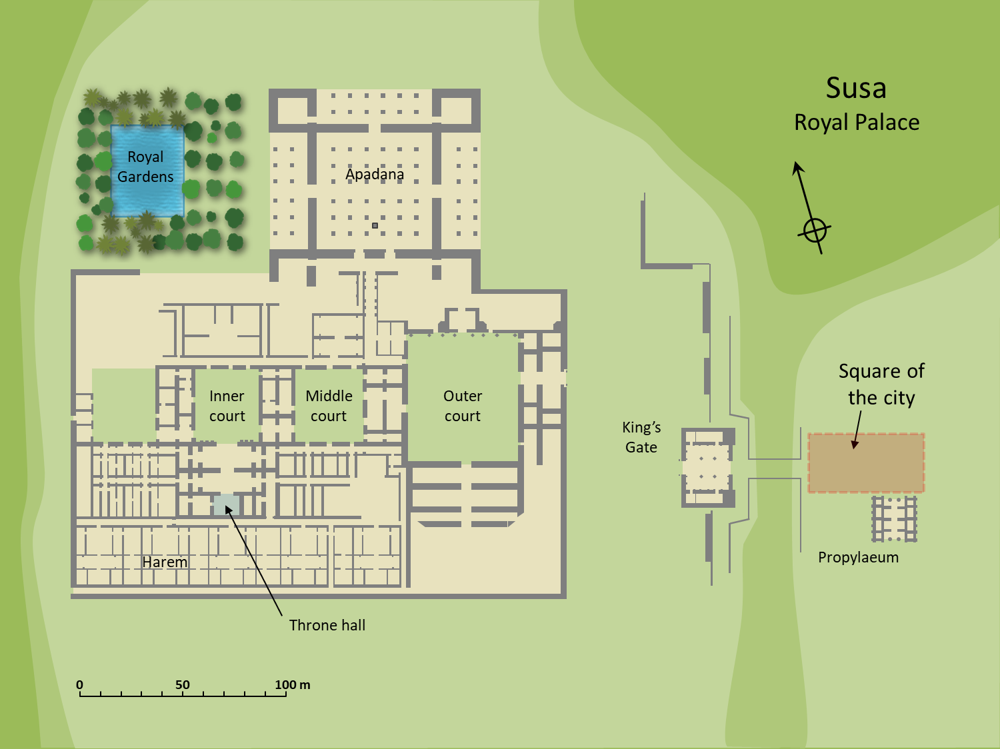 Susa
Royal Palace
Royal
Gardens
Apadana
Square of
the city
Inner
court
Middle
court
Outer
court
King's
Gate
Propylaeum
Harem
Throne hall
0 50 100 m